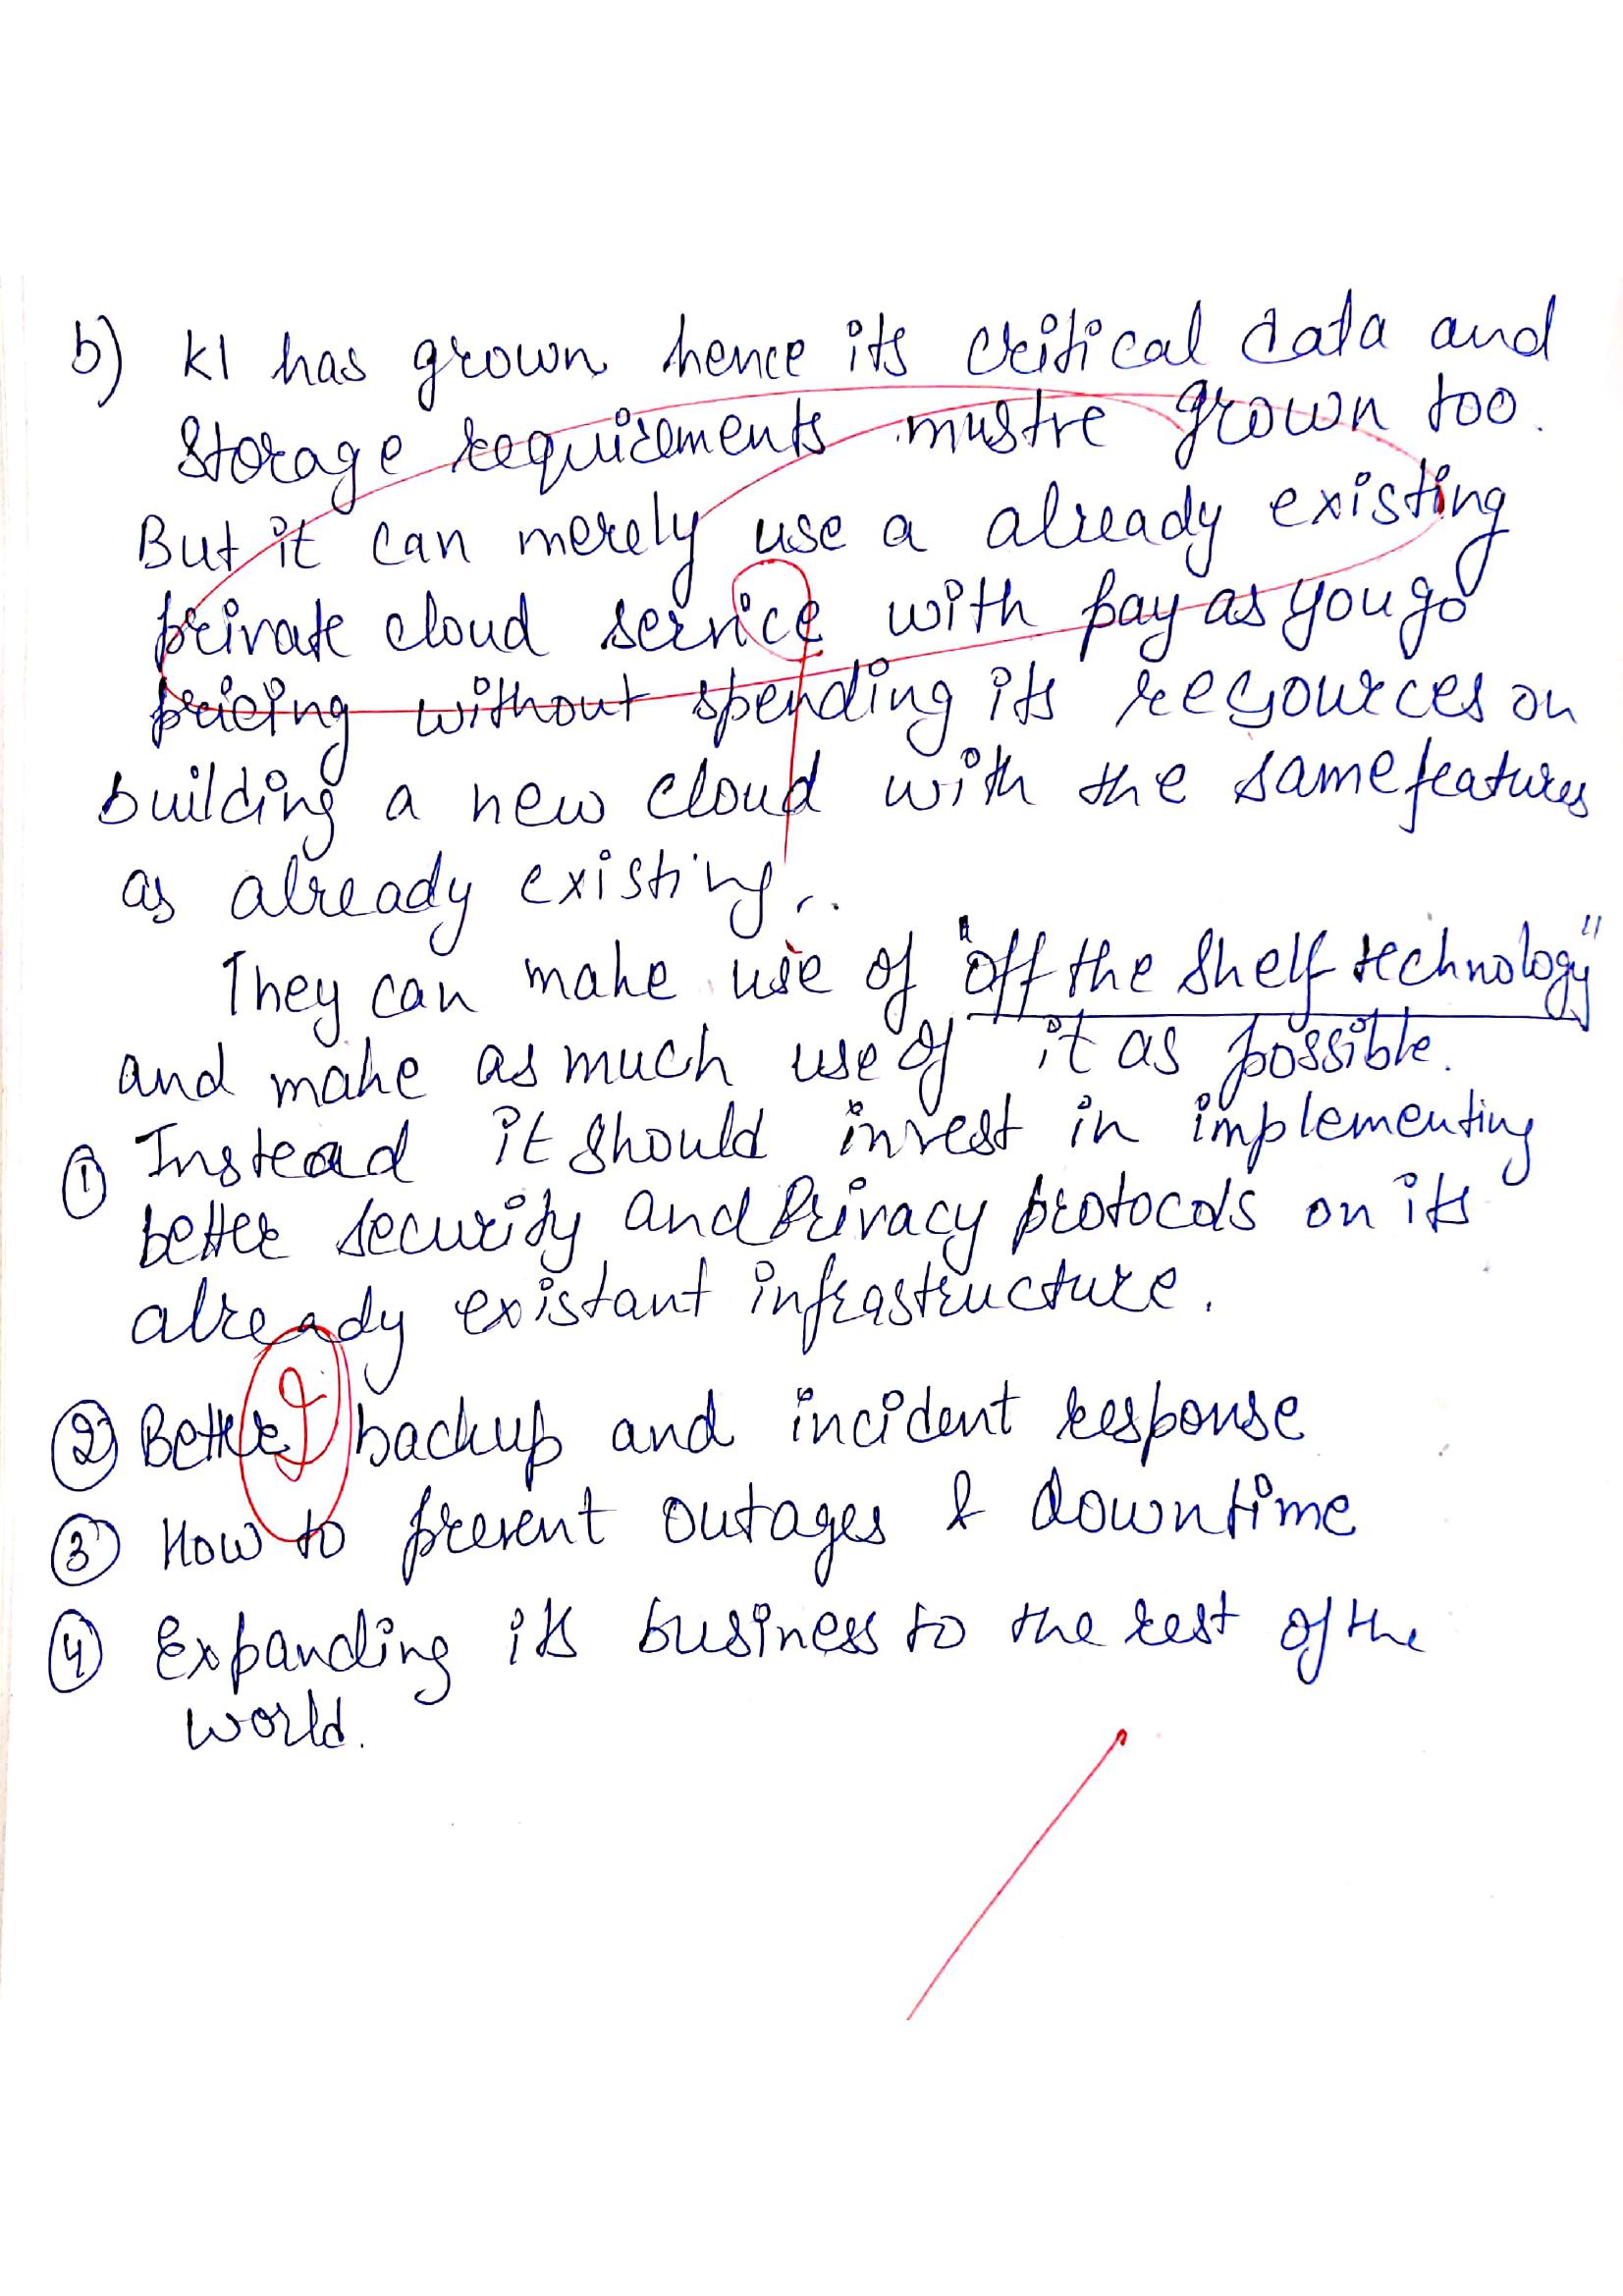 b) KI has grown hence its critical data and
storage requirements mustve grown too.
But it can merely use a already existing
private cloud service with pay as you go
pricing without spending its resources on
building a new cloud with the same features
as already existing.
They can make use of "off the shelf technology"
and make as much use of it as possible.
① Instead it should invest in implementing
better security and Privacy protocols on its
already existant infrastructure.
② Better backup and incident response
③ How to prevent outages & downtime
④ Expanding its business to the rest of the
world.